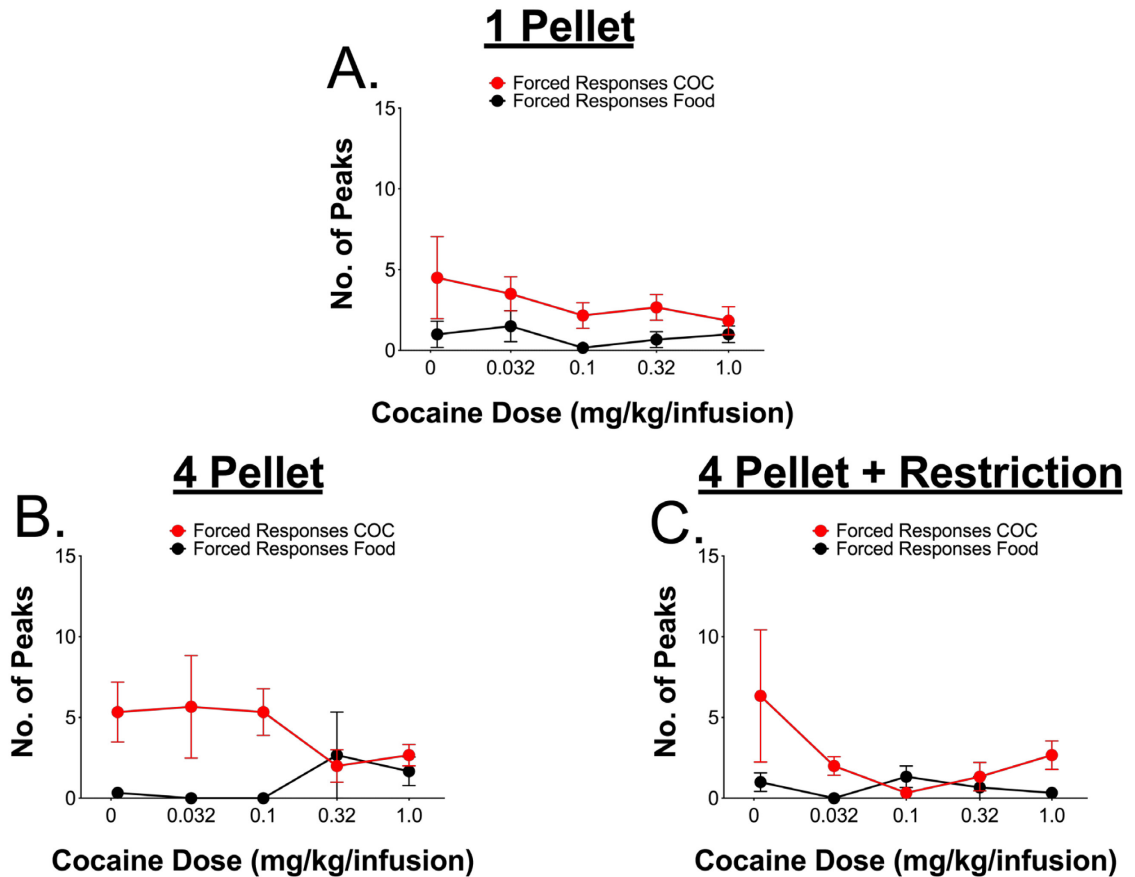 1 Pellet
A.
Forced Responses COC
Forced Responses Food
No. of Peaks
15
10
5
0
0 0.032 0.1 0.32 1.0
Cocaine Dose (mg/kg/infusion)
4 Pellet
B.
Forced Responses COC
Forced Responses Food
No. of Peaks
15
10
5
0
0 0.032 0.1 0.32 1.0
Cocaine Dose (mg/kg/infusion)
4 Pellet + Restriction
C.
Forced Responses COC
Forced Responses Food
No. of Peaks
15
10
5
0
0 0.032 0.1 0.32 1.0
Cocaine Dose (mg/kg/infusion)